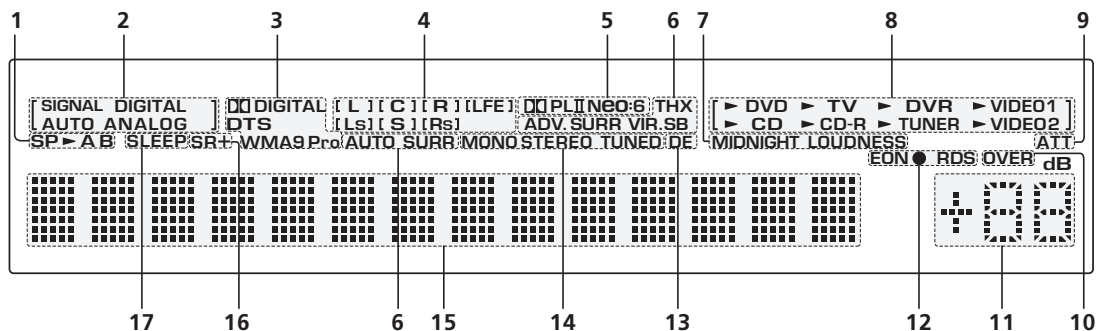 1 2 3 4 5 6 7 8 9
[ SIGNAL DIGITAL ] DIGITAL [ L ] [ C ] [ R ] [LFE] PLII Neo:6 THX [ ► DVD ► TV ► DVR ► VIDEO1 ]
AUTO ANALOG DTS [Ls] [ S ] [Rs] ADV. SURR VIR.SB ► CD ► CD-R ► TUNER ► VIDEO2
SP ► A B SLEEP SR+ WMA9 Pro AUTO SURR MONO STEREO TUNED DE MIDNIGHT LOUDNESS ATT
EON ● RDS OVER dB
+88
17 16 6 15 14 13 12 11 10